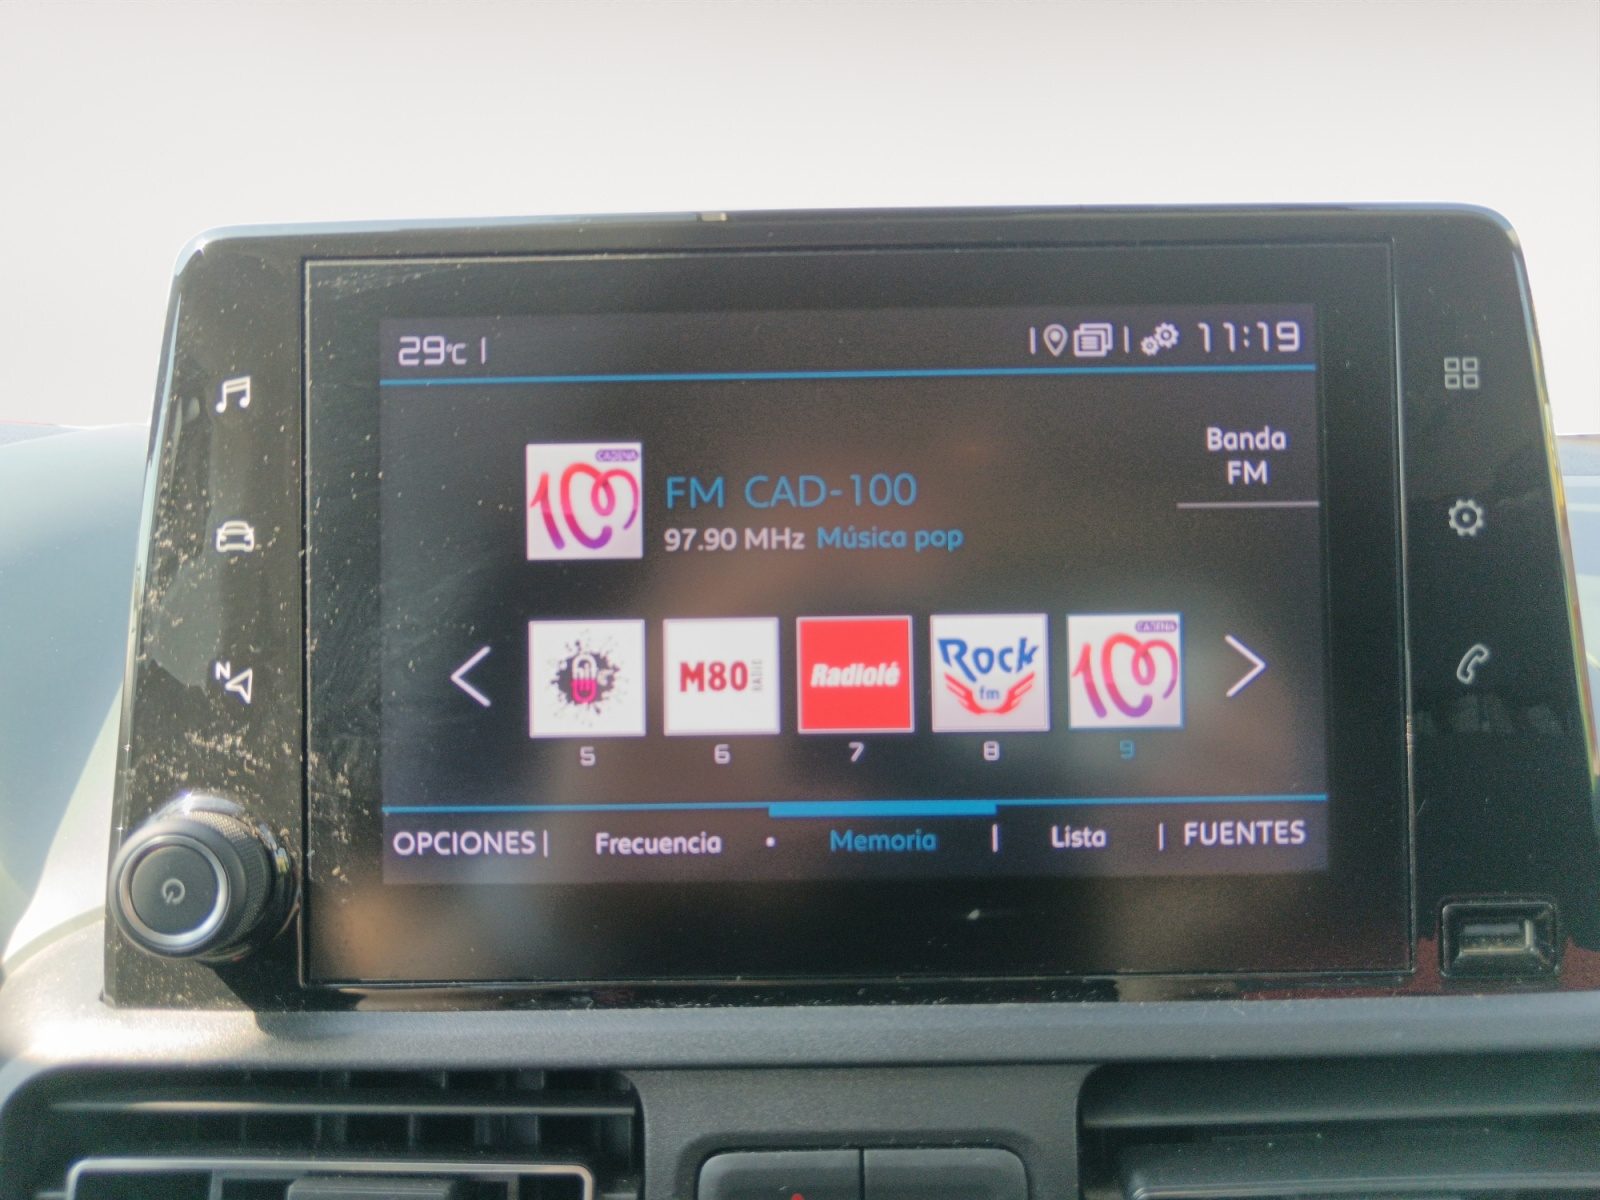 29°C
11:19
Banda
FM
CADENA
100
FM CAD-100
97.90 MHz Música pop
M80 RADIO
Radiolé
Rock
fm
CADENA
100
5
6
7
8
9
OPCIONES
Frecuencia
Memoria
Lista
FUENTES
N